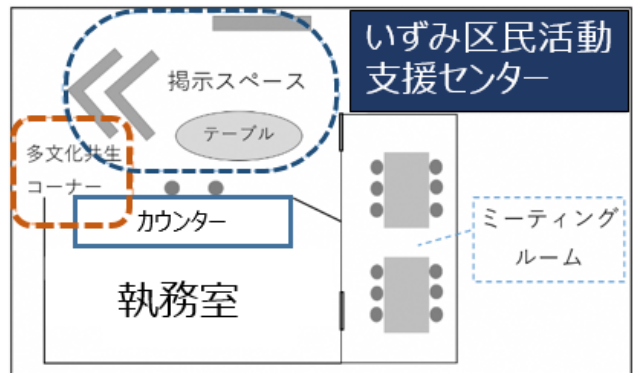 いずみ区民活動
支援センター
掲示スペース
テーブル
多文化共生
コーナー
カウンター
ミーティング
ルーム
執務室